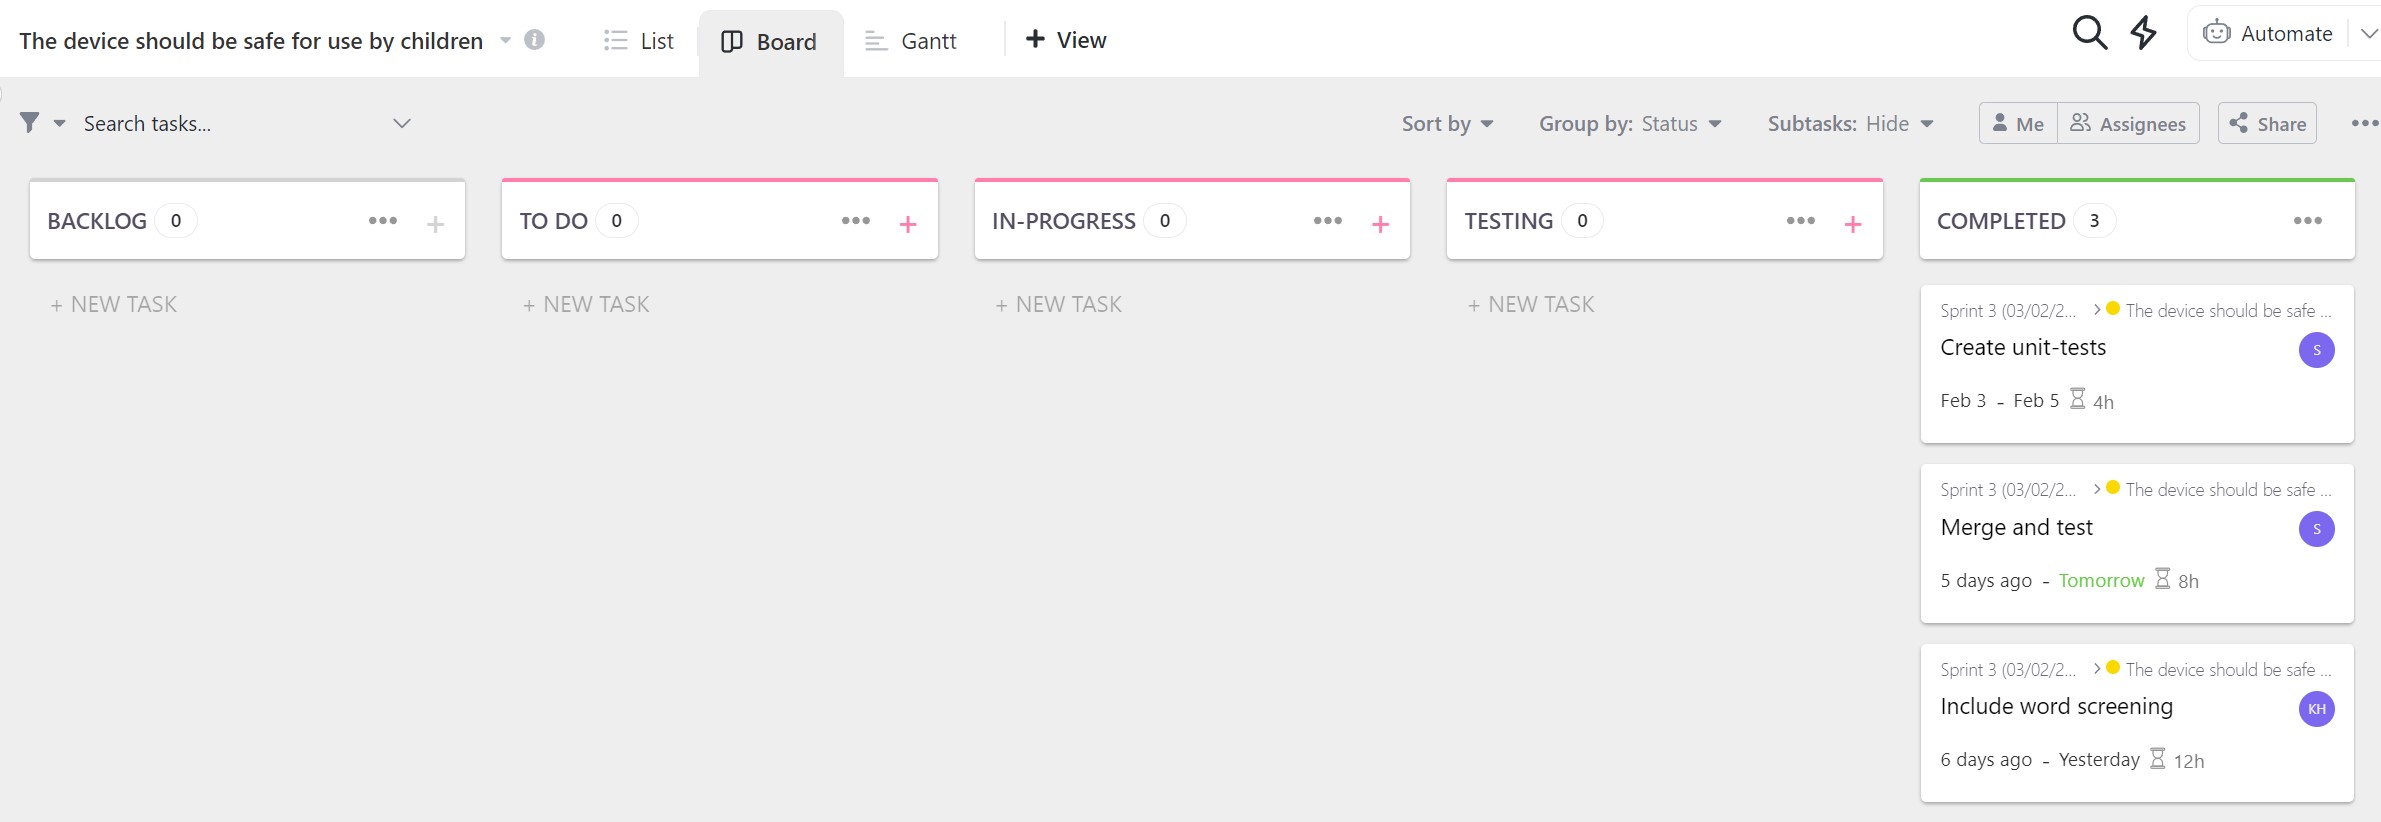 The device should be safe for use by children
List
Board
Gantt
+ View
Automate
Search tasks...
Sort by
Group by: Status
Subtasks: Hide
Me
Assignees
Share
BACKLOG 0
+ NEW TASK
TO DO 0
+ NEW TASK
IN-PROGRESS 0
+ NEW TASK
TESTING 0
+ NEW TASK
COMPLETED 3
Sprint 3 (03/02/2... > The device should be safe ...
Create unit-tests
S
Feb 3 - Feb 5 4h
Sprint 3 (03/02/2... > The device should be safe ...
Merge and test
S
5 days ago - Tomorrow 8h
Sprint 3 (03/02/2... > The device should be safe ...
Include word screening
KH
6 days ago - Yesterday 12h